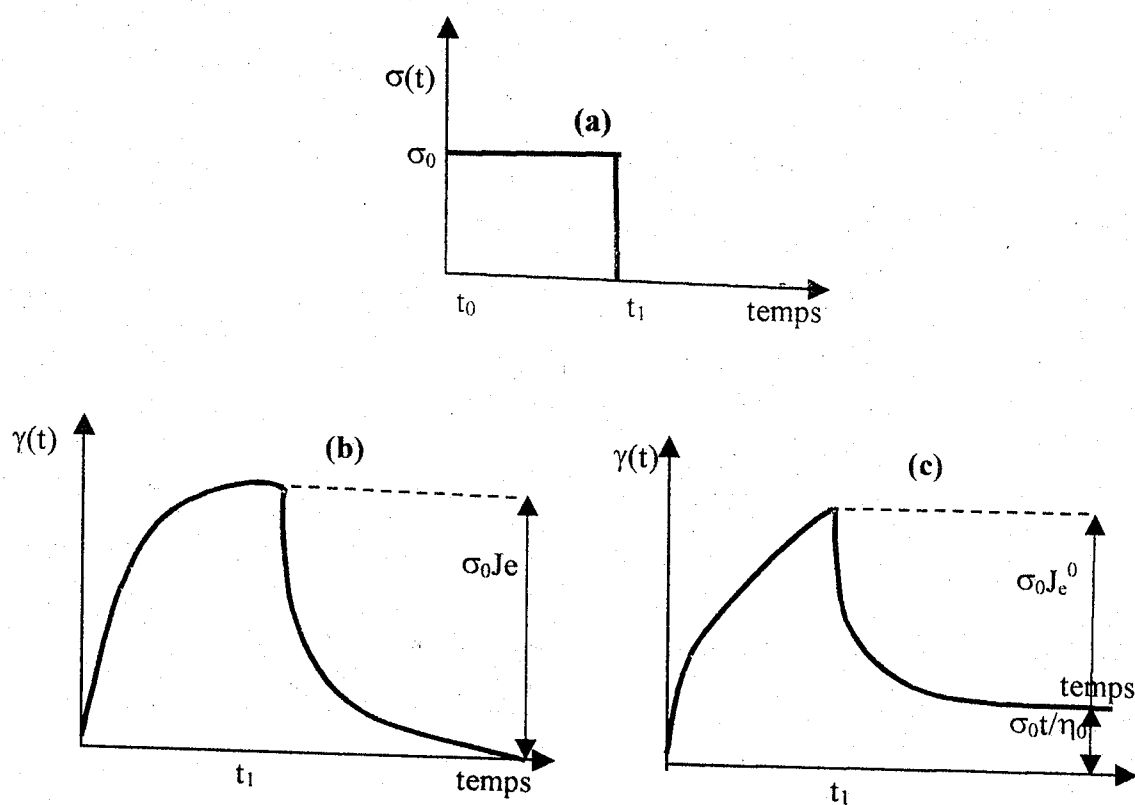 σ(t)
(a)
σ₀
t₀
t₁
temps
γ(t)
(b)
σ₀Je
t₁
temps
γ(t)
(c)
σ₀Jₑ⁰
temps
σ₀t/η₀
t₁